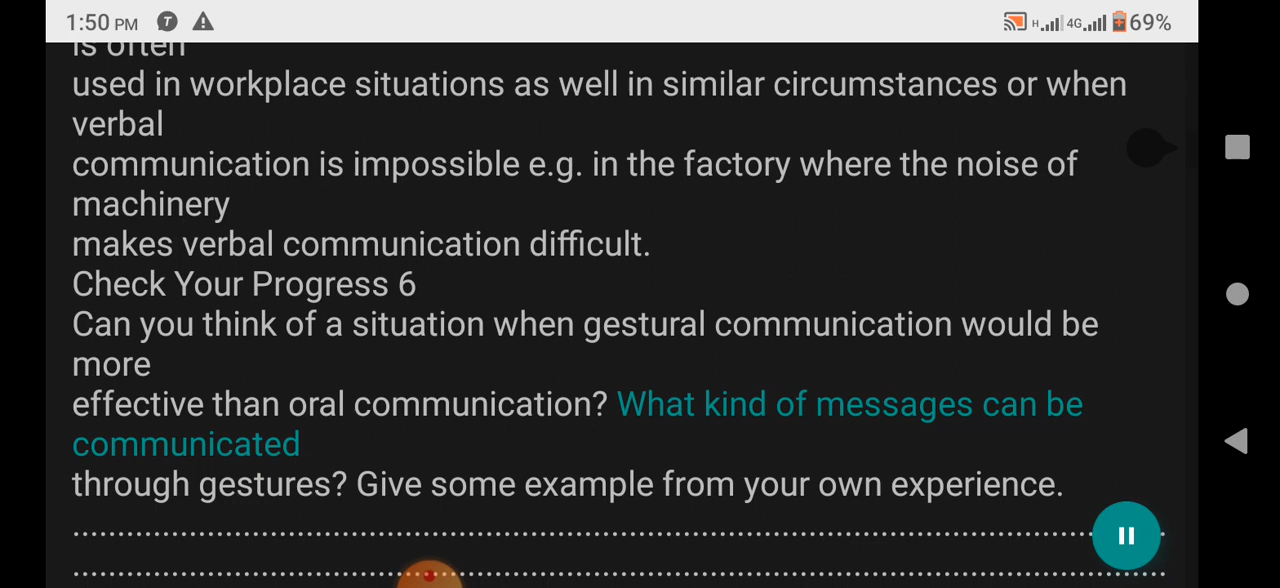 1:50 PM
H 4G 69%
is often
used in workplace situations as well in similar circumstances or when
verbal
communication is impossible e.g. in the factory where the noise of
machinery
makes verbal communication difficult.
Check Your Progress 6
Can you think of a situation when gestural communication would be
more
effective than oral communication? What kind of messages can be
communicated
through gestures? Give some example from your own experience.